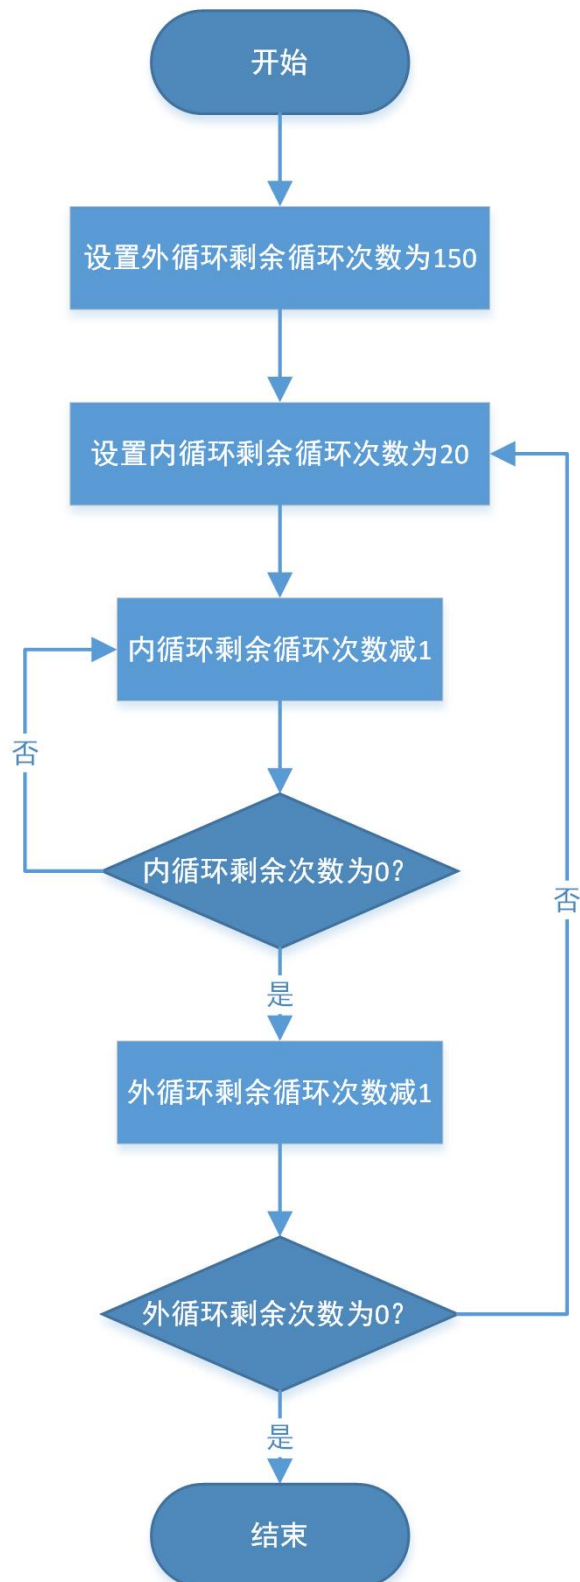 开始
设置外循环剩余循环次数为150
设置内循环剩余循环次数为20
内循环剩余循环次数减1
否
内循环剩余次数为0?
否
是
外循环剩余循环次数减1
外循环剩余次数为0?
是
结束